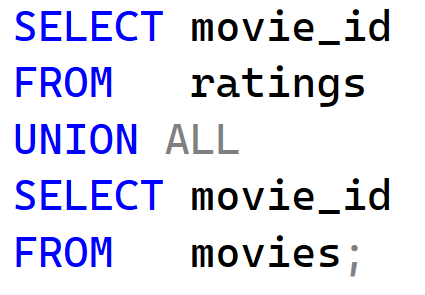 SELECT movie_id
FROM   ratings
UNION ALL
SELECT movie_id
FROM   movies;